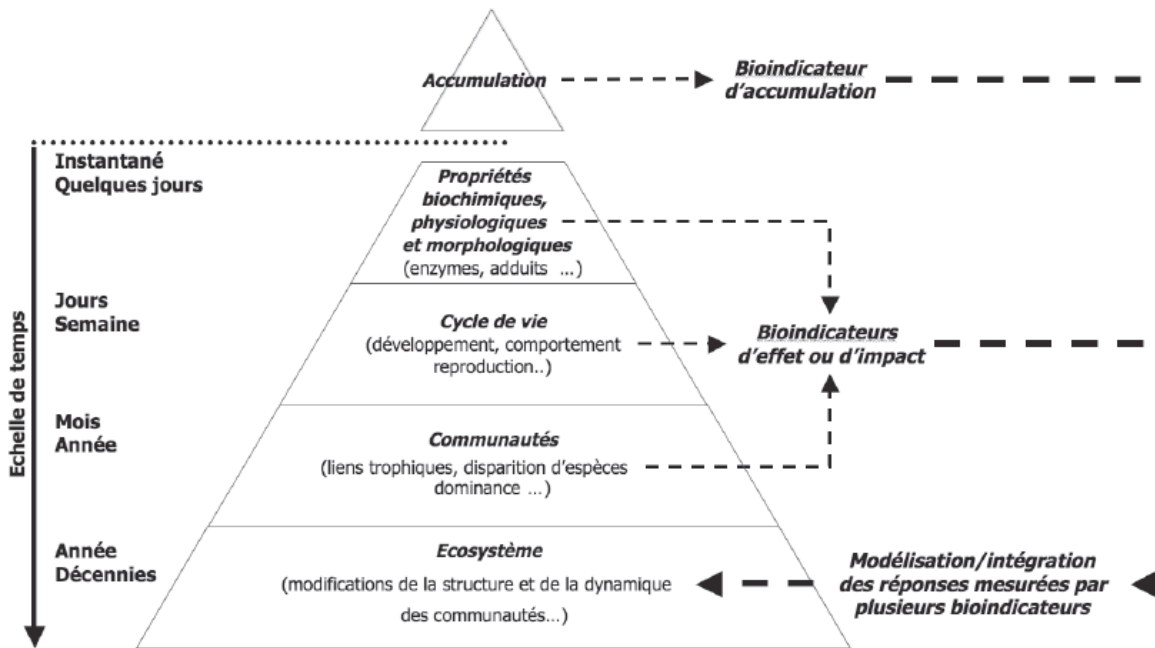 Accumulation
Bioindicateur
d'accumulation
Instantané
Quelques jours
Propriétés
biochimiques,
physiologiques
et morphologiques
(enzymes, adduits ...)
Jours
Semaine
Cycle de vie
(développement, comportement
reproduction..)
Bioindicateurs
d'effet ou d'impact
Echelle de temps
Mois
Année
Communautés
(liens trophiques, disparition d'espèces
dominance ...)
Année
Décennies
Ecosystème
(modifications de la structure et de la dynamique
des communautés...)
Modélisation/intégration
des réponses mesurées par
plusieurs bioindicateurs